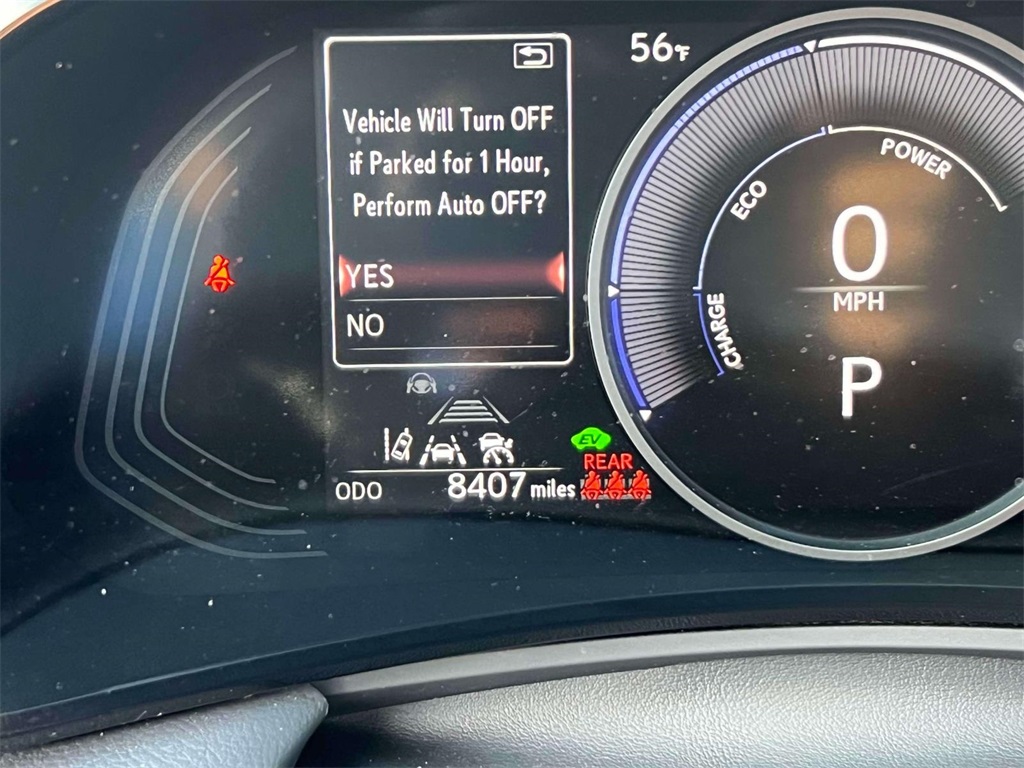 56°F
Vehicle Will Turn OFF
if Parked for 1 Hour,
Perform Auto OFF?
YES
NO
POWER
ECO
CHARGE
0
MPH
P
EV
REAR
ODO 8407 miles